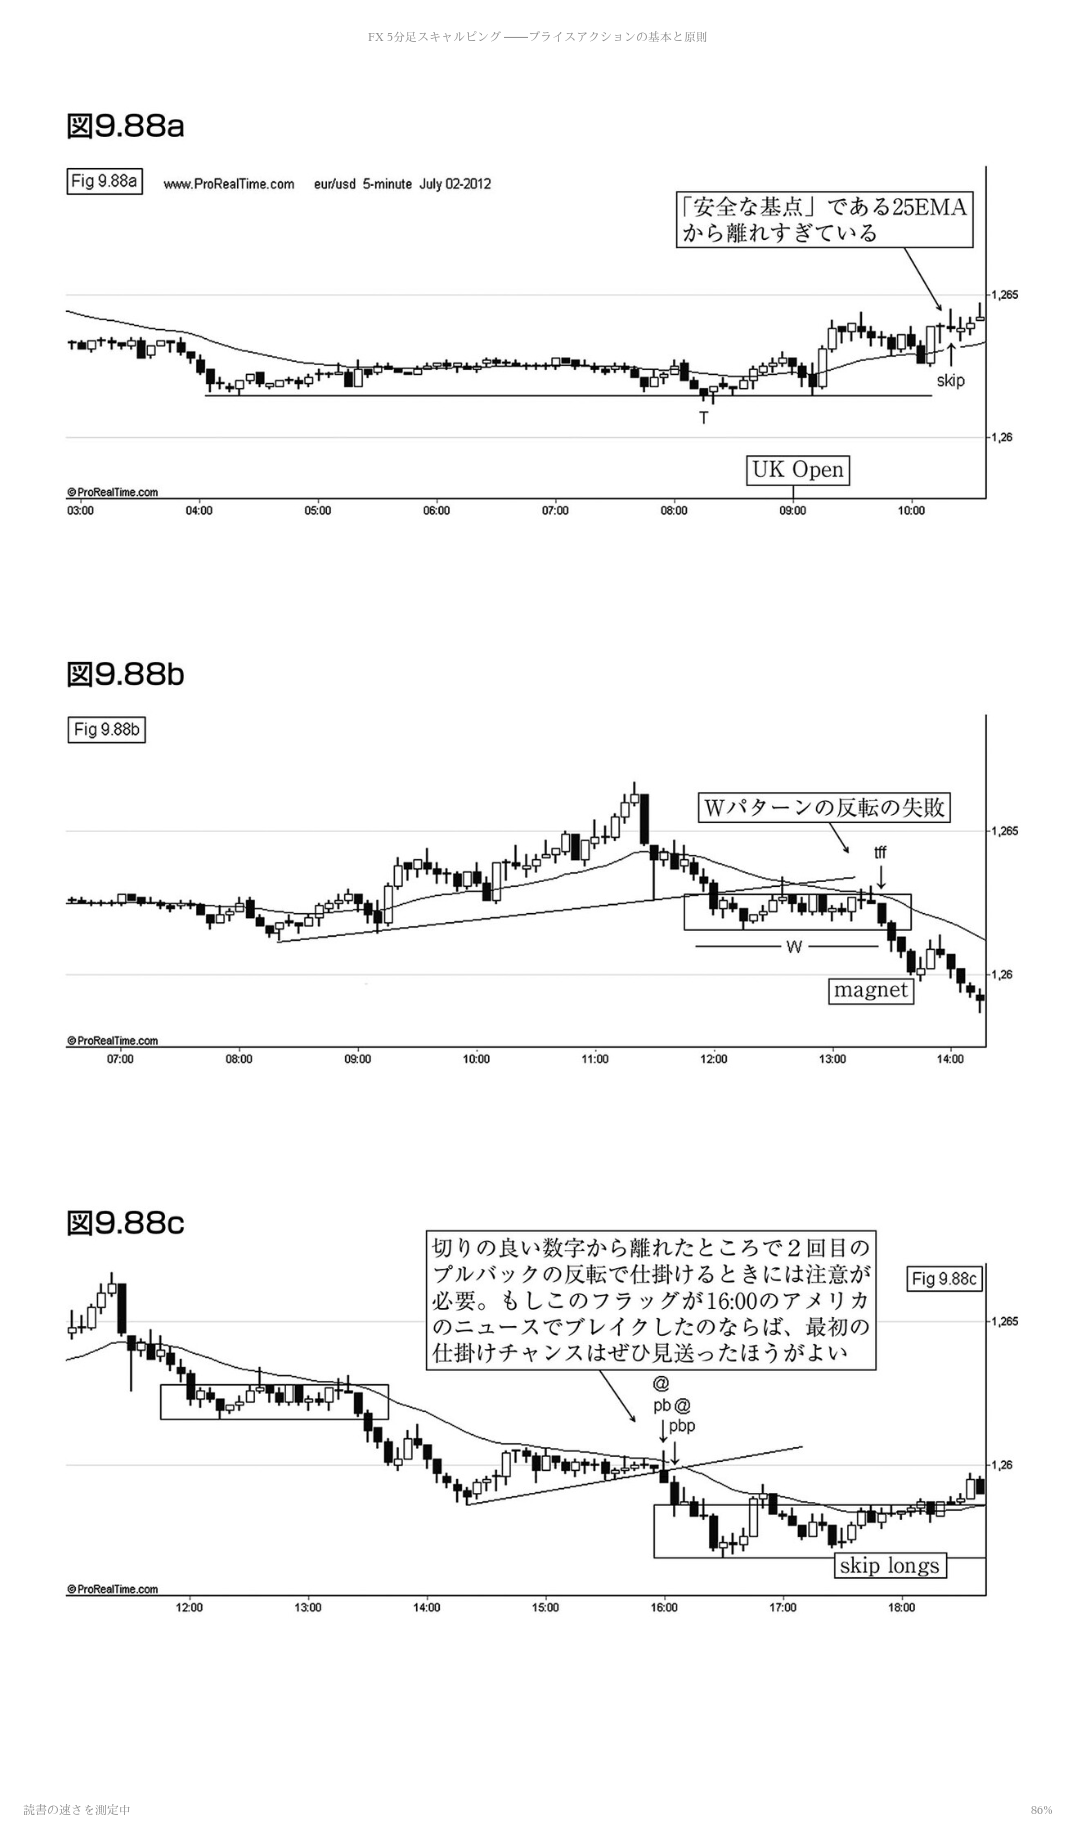 FX 5分足スキャルピング ――プライスアクションの基本と原則
図9.88a
Fig 9.88a
www.ProRealTime.com eur/usd 5-minute July 02-2012
「安全な基点」である25EMA
から離れすぎている
1,265
skip
T
1,26
UK Open
©ProRealTime.com
03:00 04:00 05:00 06:00 07:00 08:00 09:00 10:00
図9.88b
Fig 9.88b
Wパターンの反転の失敗
1,265
tff
W
1,26
magnet
©ProRealTime.com
07:00 08:00 09:00 10:00 11:00 12:00 13:00 14:00
図9.88c
切りの良い数字から離れたところで2回目の
プルバックの反転で仕掛けるときには注意が
必要。もしこのフラッグが16:00のアメリカ
のニュースでブレイクしたのならば、最初の
仕掛けチャンスはぜひ見送ったほうがよい
Fig 9.88c
1,265
@
pb @
pbp
1,26
skip longs
©ProRealTime.com
12:00 13:00 14:00 15:00 16:00 17:00 18:00
読書の速さを測定中
86%